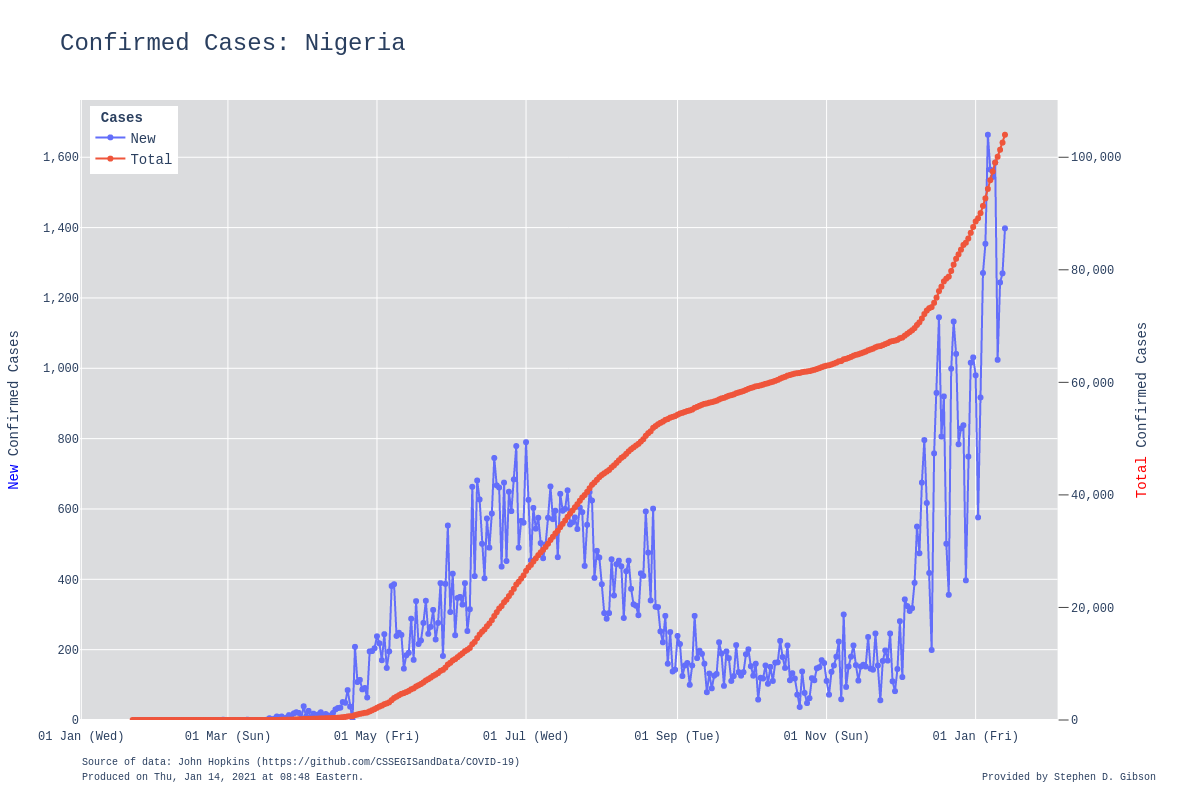 Confirmed Cases: Nigeria
Cases
New
Total
1,600
1,400
1,200
1,000
800
600
400
200
0
100,000
80,000
60,000
40,000
20,000
0
New Confirmed Cases
Total Confirmed Cases
01 Jan (Wed) 01 Mar (Sun) 01 May (Fri) 01 Jul (Wed) 01 Sep (Tue) 01 Nov (Sun) 01 Jan (Fri)
Source of data: John Hopkins (https://github.com/CSSEGISandData/COVID-19)
Produced on Thu, Jan 14, 2021 at 08:48 Eastern.
Provided by Stephen D. Gibson